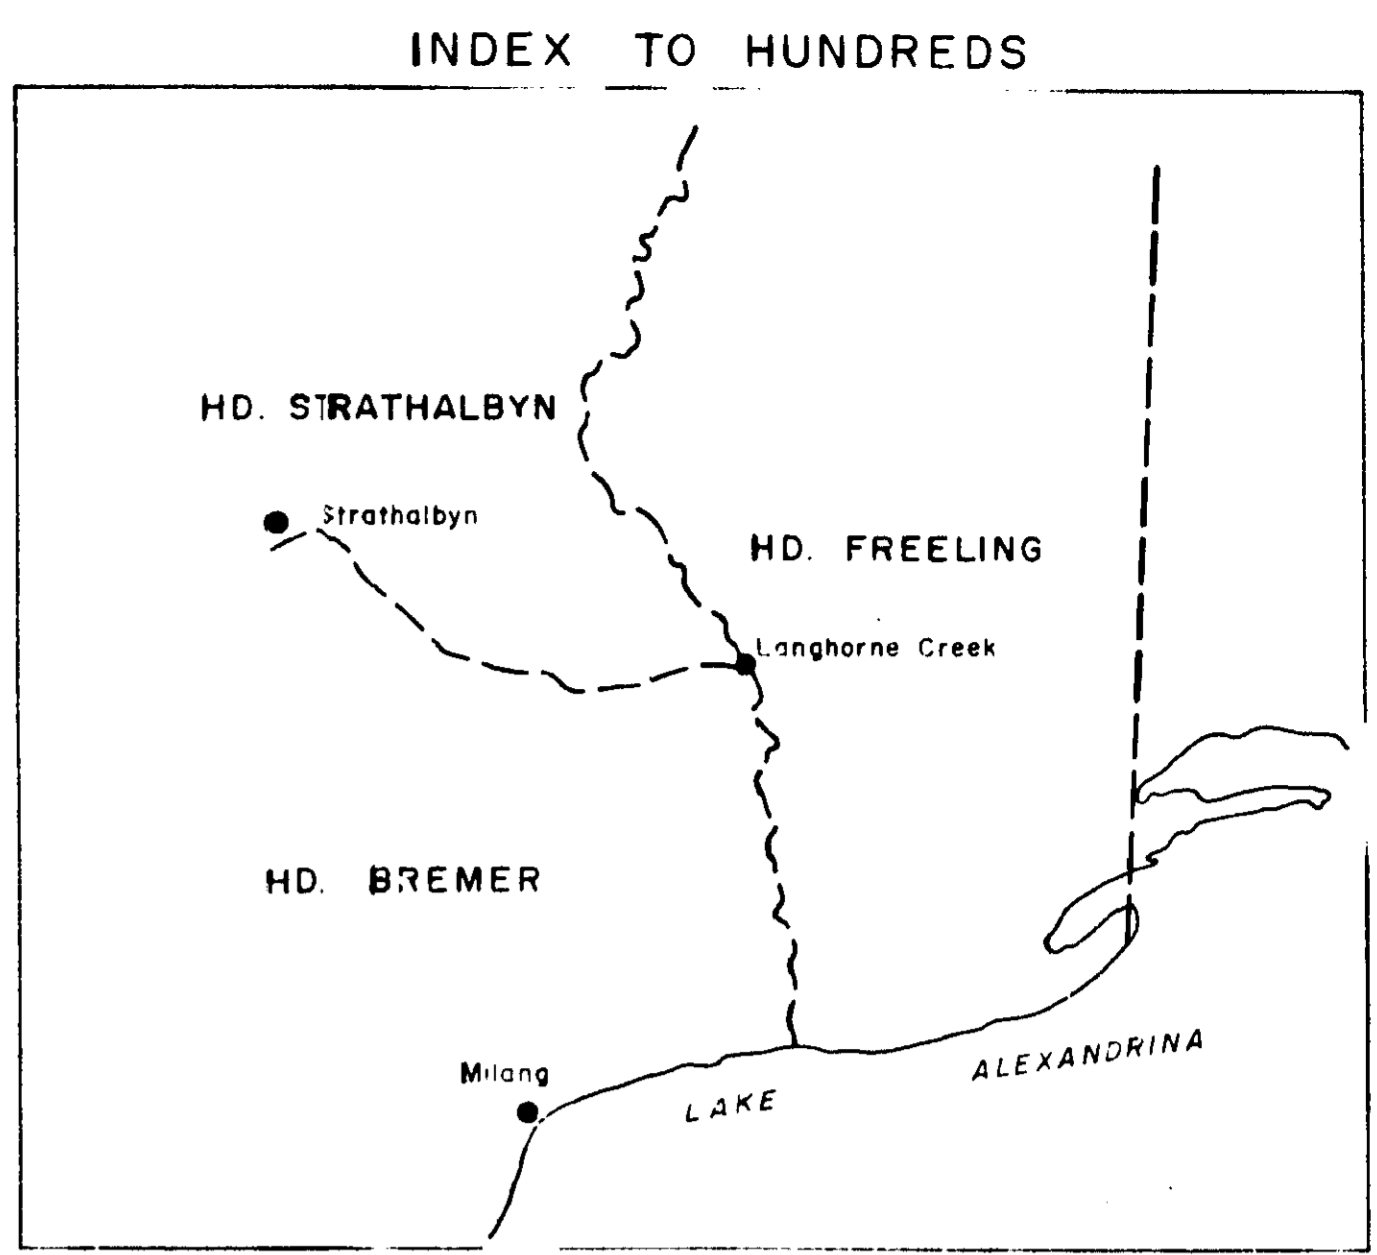 INDEX TO HUNDREDS
HD. STRATHALBYN
Strathalbyn
HD. FREELING
Langhorne Creek
HD. BREMER
Milang
LAKE ALEXANDRINA